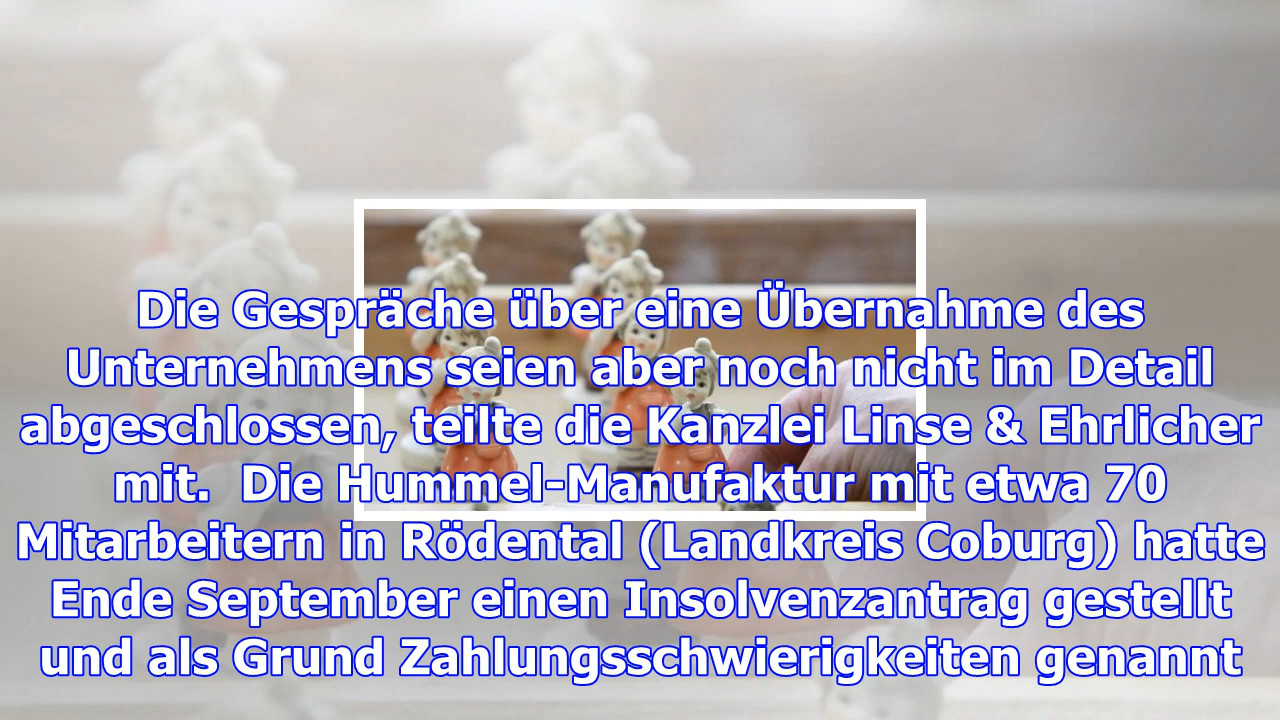 Die Gespräche über eine Übernahme des
Unternehmens seien aber noch nicht im Detail
abgeschlossen, teilte die Kanzlei Linse & Ehrlicher
mit.  Die Hummel-Manufaktur mit etwa 70
Mitarbeitern in Rödental (Landkreis Coburg) hatte
Ende September einen Insolvenzantrag gestellt
und als Grund Zahlungsschwierigkeiten genannt